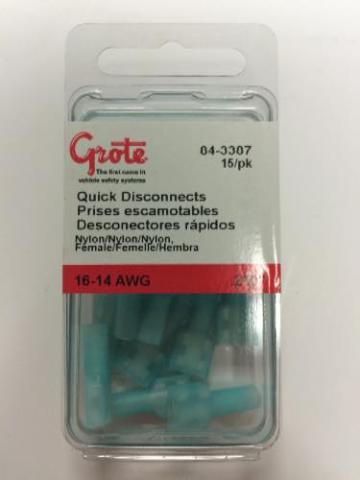 Grote
The first name in
vehicle safety systems
84-3307
15/pk
Quick Disconnects
Prises escamotables
Desconectores rápidos
Nylon/Nylon/Nylon,
Female/Femelle/Hembra
16-14 AWG